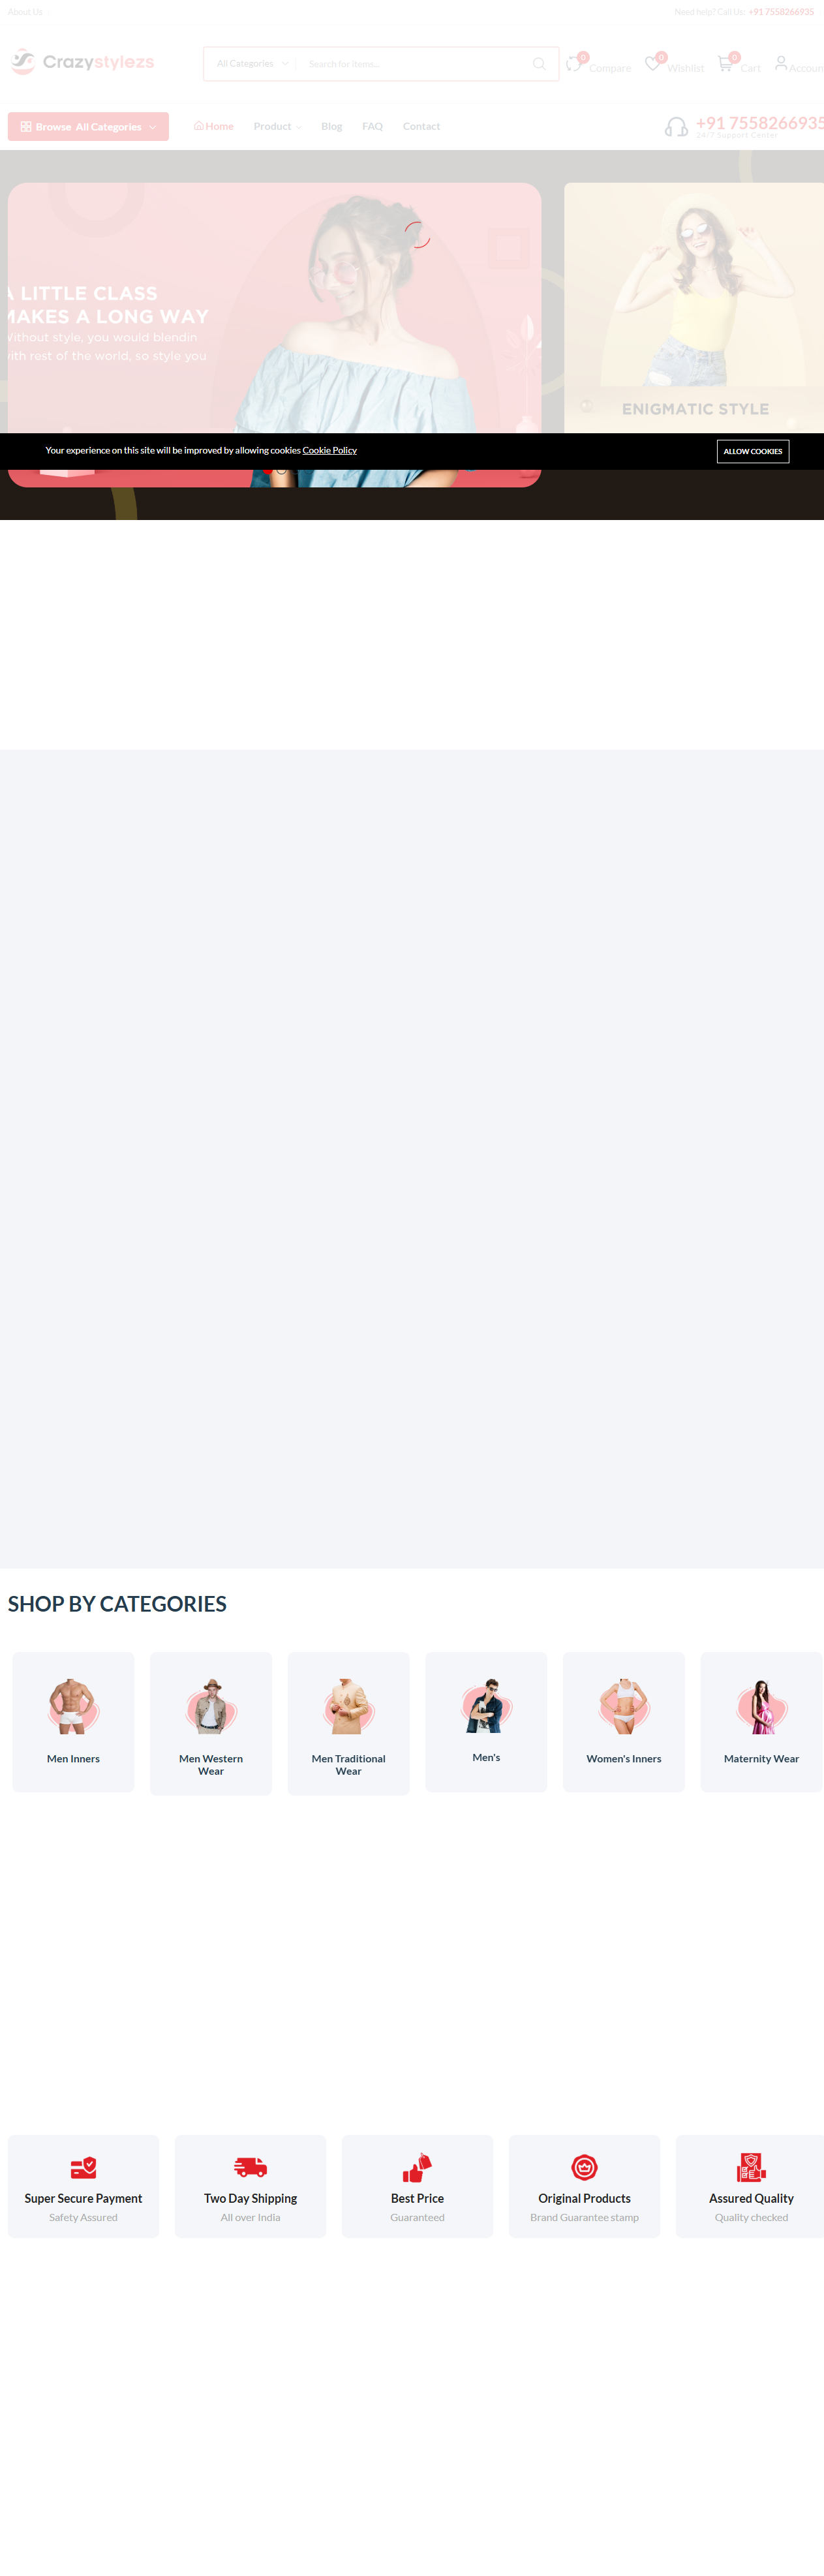 About Us
Need help? Call Us: +91 7558266935
Crazystylezs
All Categories
Search for items...
0
Compare
0
Wishlist
0
Cart
Browse All Categories
Home
Product
Blog
FAQ
Contact
+91 7558266935
24/7 Support Center
LITTLE CLASS
MAKES A LONG WAY
Without style, you would blendin
with rest of the world, so style you
ENIGMATIC STYLE
Your experience on this site will be improved by allowing cookies Cookie Policy
ALLOW COOKIES
SHOP BY CATEGORIES
Men Inners
Men Western
Wear
Men Traditional
Wear
Men's
Women's Inners
Maternity Wear
Super Secure Payment
Safety Assured
Two Day Shipping
All over India
Best Price
Guaranteed
Original Products
Brand Guarantee stamp
Assured Quality
Quality checked